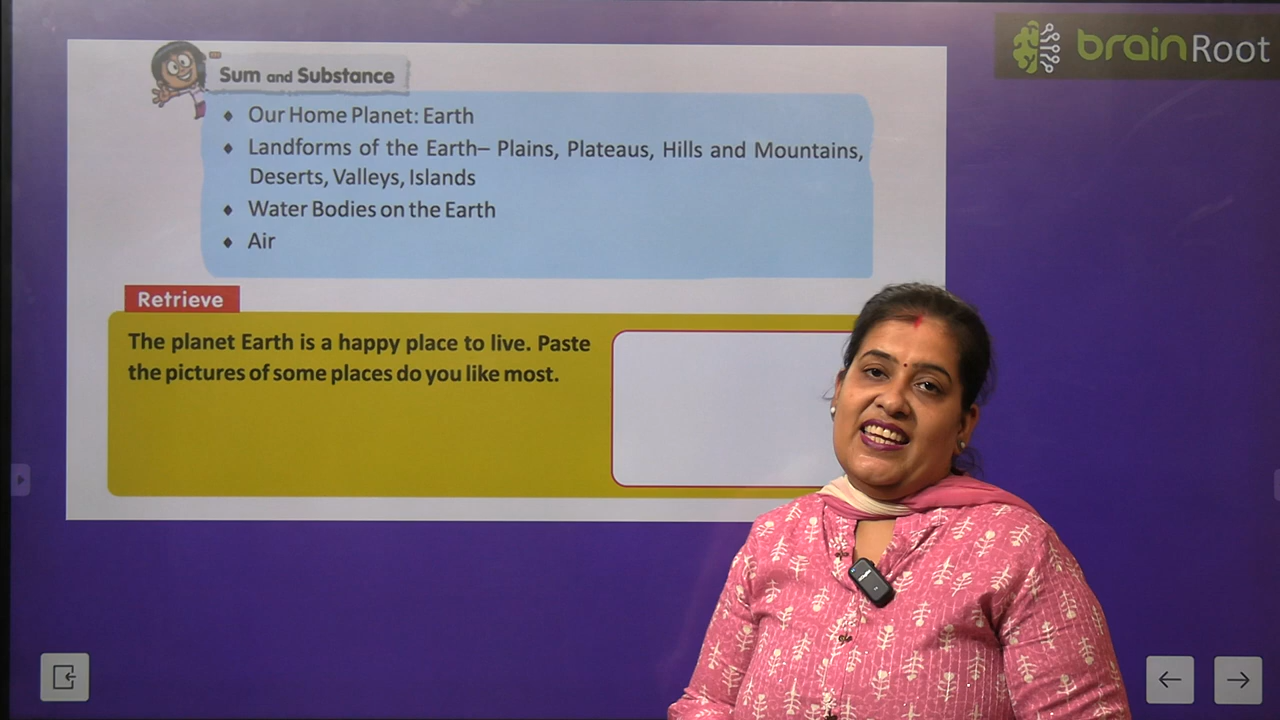 brainRoot
Sum and Substance
Our Home Planet: Earth
Landforms of the Earth– Plains, Plateaus, Hills and Mountains,
Deserts, Valleys, Islands
Water Bodies on the Earth
Air
Retrieve
The planet Earth is a happy place to live. Paste
the pictures of some places do you like most.